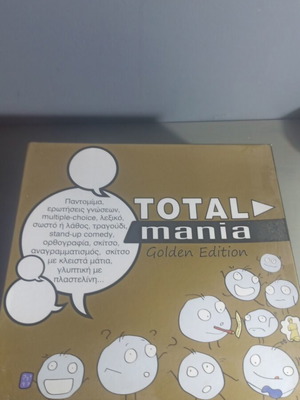 Παντομίμα,
ερωτήσεις γνώσεων,
multiple-choice, λεξικό,
σωστό ή λάθος, τραγούδι,
stand-up comedy,
ορθογραφία, σκίτσο,
αναγραμματισμός, σκίτσο
με κλειστά μάτια,
γλυπτική με
πλαστελίνη...
TOTAL
mania
Golden Edition